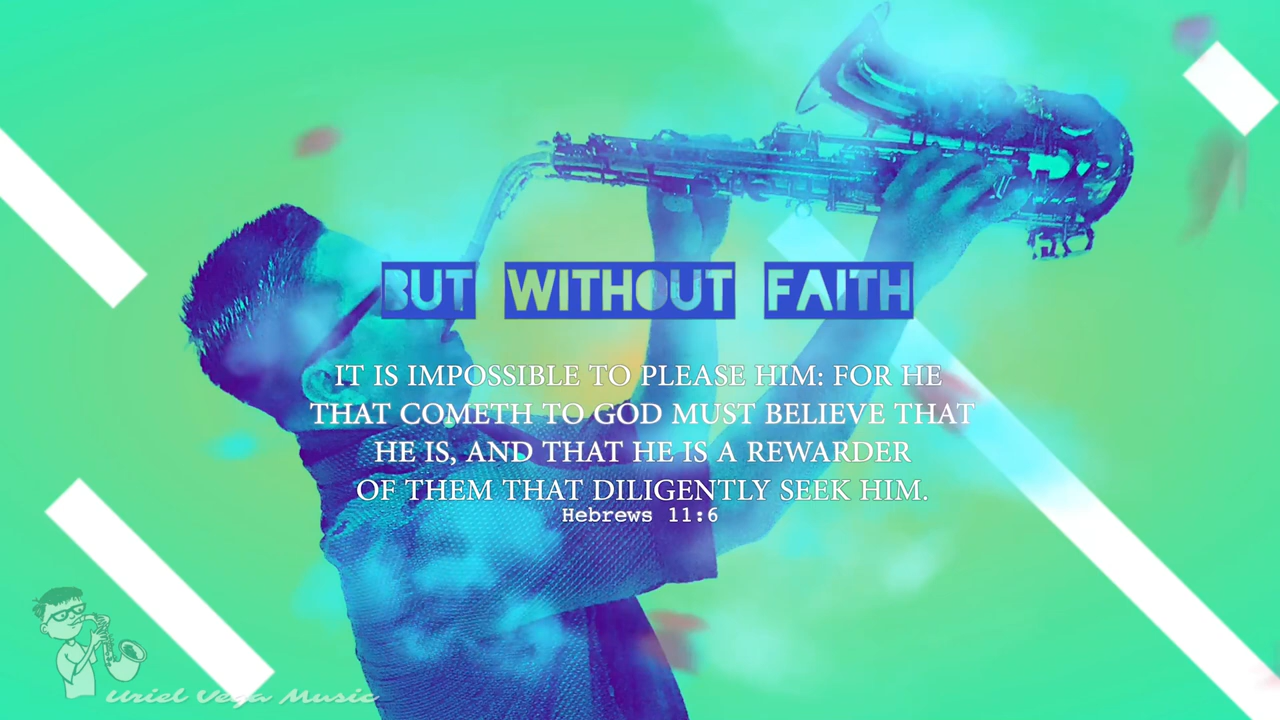 BUT WITHOUT FAITH
IT IS IMPOSSIBLE TO PLEASE HIM: FOR HE
THAT COMETH TO GOD MUST BELIEVE THAT
HE IS, AND THAT HE IS A REWARDER
OF THEM THAT DILIGENTLY SEEK HIM.
Hebrews 11:6
Uriel Vega Music